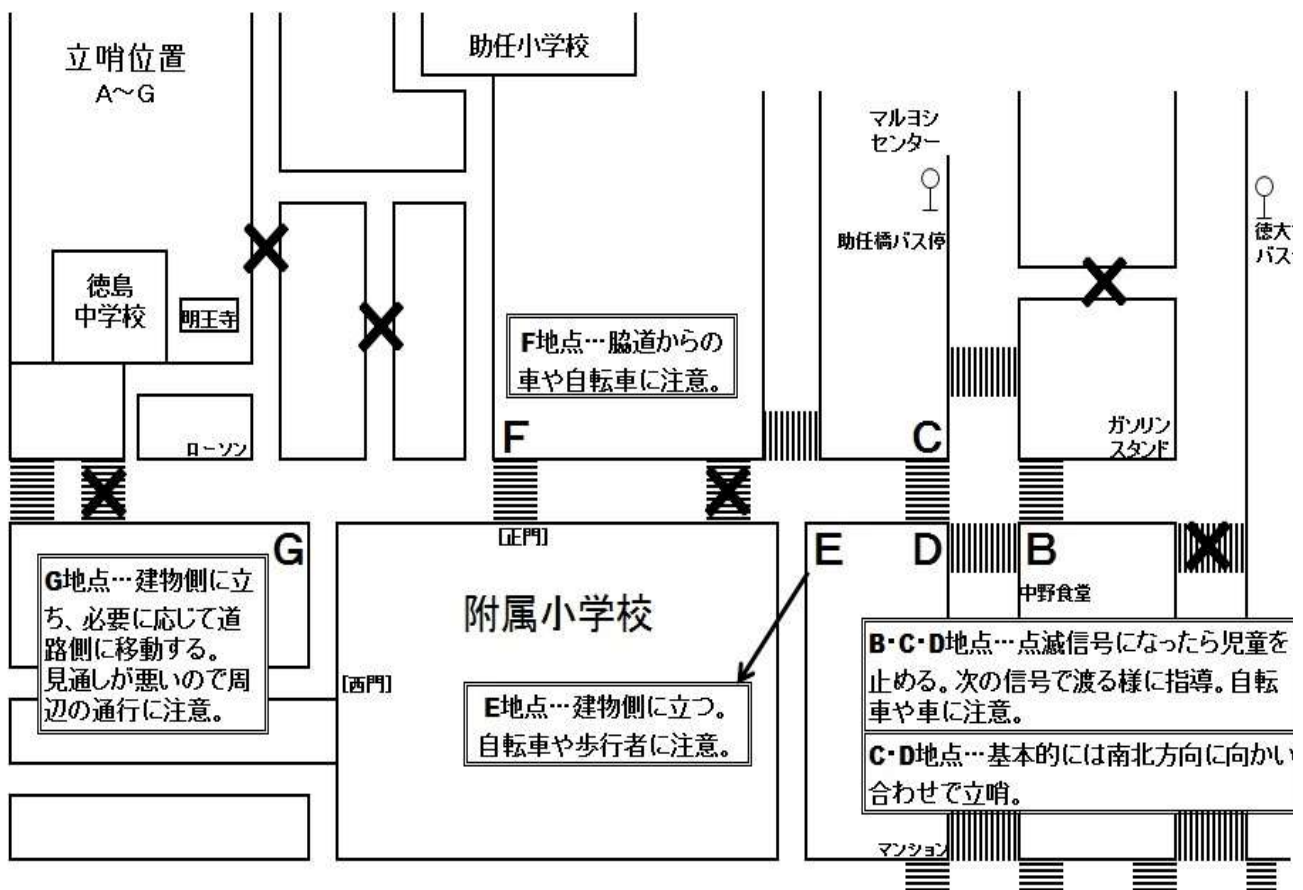 立哨位置
A～G
助任小学校
マルヨシ
センター
助任橋バス停
徳大
バス
徳島
中学校
明王寺
F地点…脇道からの
車や自転車に注意。
ローソン
F
C
ガソリン
スタンド
G
[正門]
E
D
B
中野食堂
G地点…建物側に立
ち、必要に応じて道
路側に移動する。
見通しが悪いので周
辺の通行に注意。
附属小学校
[西門]
E地点…建物側に立つ。
自転車や歩行者に注意。
B・C・D地点…点滅信号になったら児童を
止める。次の信号で渡る様に指導。自転
車や車に注意。
C・D地点…基本的には南北方向に向かい
合わせで立哨。
マンション